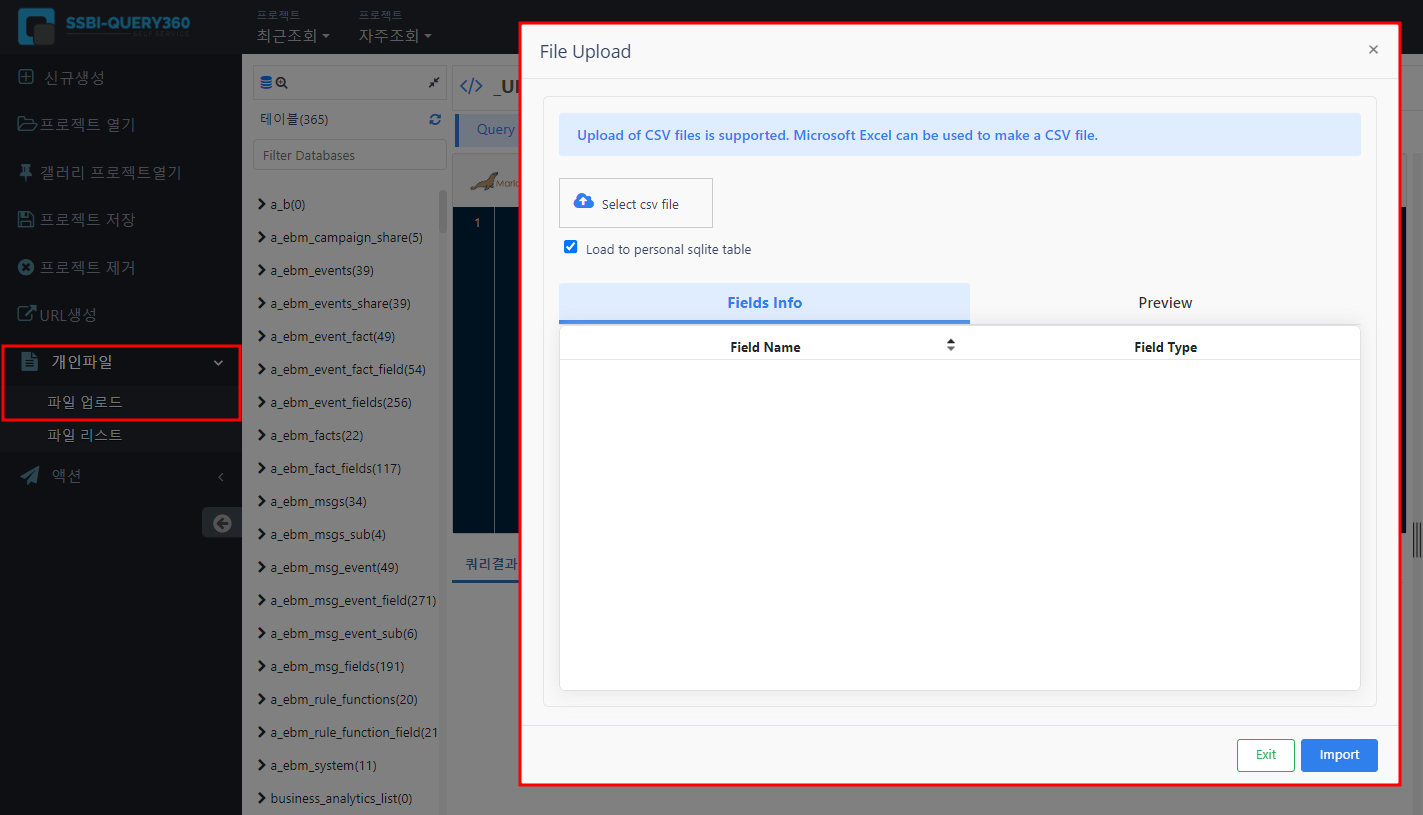 SSBI-QUERY360
SELF SERVICE
프로젝트
최근조회
프로젝트
자주조회
신규생성
프로젝트 열기
갤러리 프로젝트열기
프로젝트 저장
프로젝트 제거
URL생성
개인파일
파일 업로드
파일 리스트
액션
테이블(365)
Filter Databases
a_b(0)
a_ebm_campaign_share(5)
a_ebm_events(39)
a_ebm_events_share(39)
a_ebm_event_fact(49)
a_ebm_event_fact_field(54)
a_ebm_event_fields(256)
a_ebm_facts(22)
a_ebm_fact_fields(117)
a_ebm_msgs(34)
a_ebm_msgs_sub(4)
a_ebm_msg_event(49)
a_ebm_msg_event_field(271)
a_ebm_msg_event_sub(6)
a_ebm_msg_fields(191)
a_ebm_rule_functions(20)
a_ebm_rule_function_field(21
a_ebm_system(11)
business_analytics_list(0)
</> _U
Query
1
쿼리결과
File Upload
×
Upload of CSV files is supported. Microsoft Excel can be used to make a CSV file.
Select csv file
Load to personal sqlite table
Fields Info
Preview
Field Name
Field Type
Exit
Import